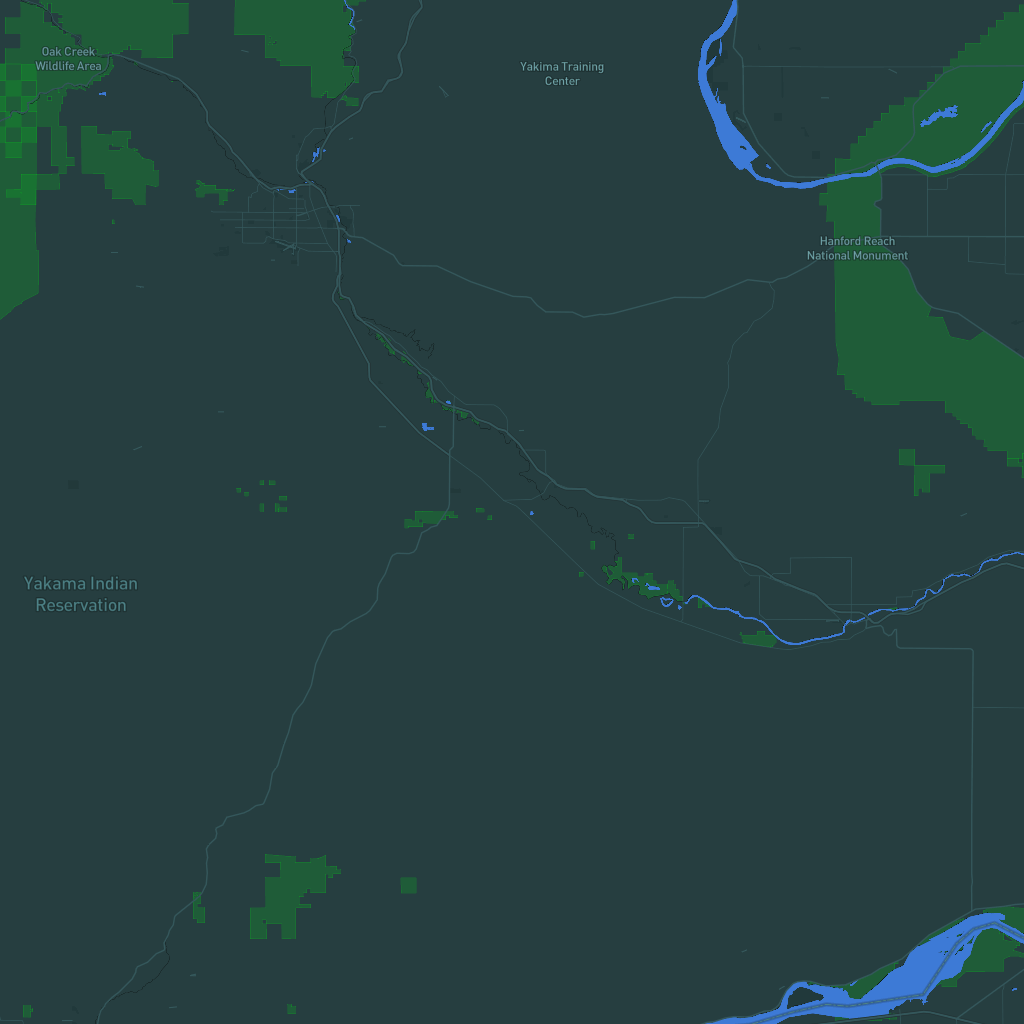 Oak Creek
Wildlife Area
Yakima Training
Center
Hanford Reach
National Monument
Yakama Indian
Reservation